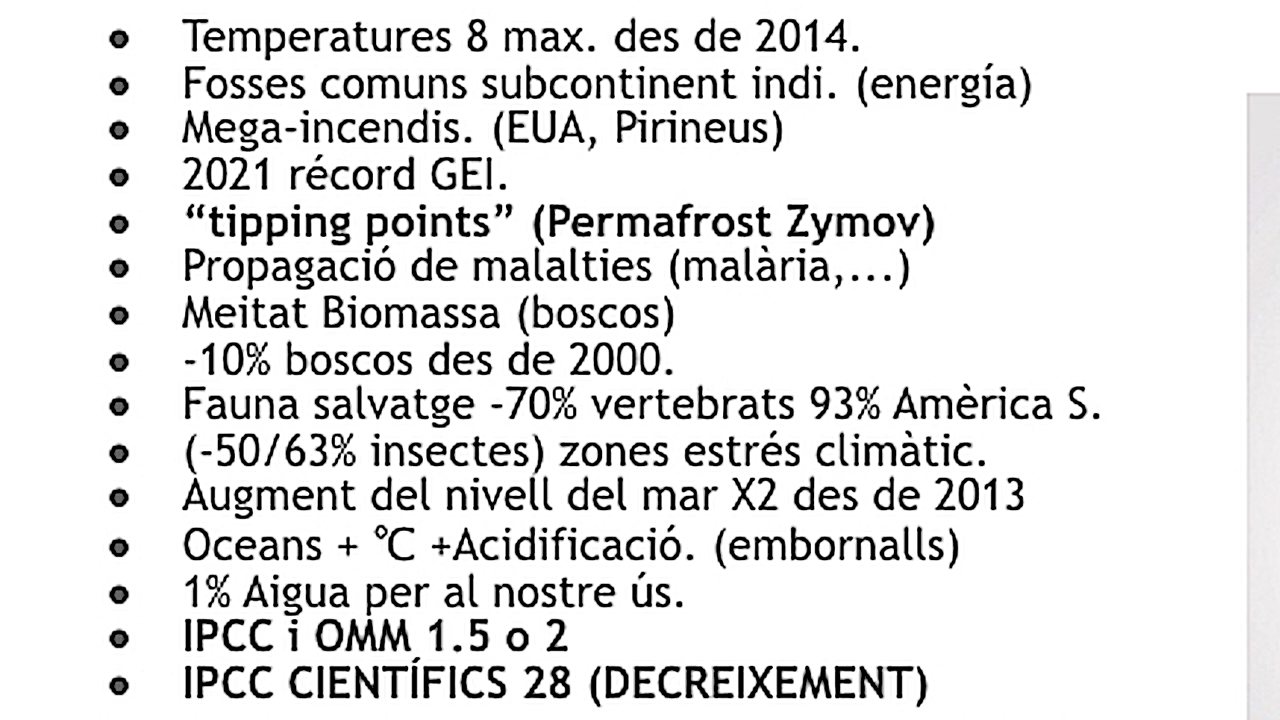 Temperatures 8 max. des de 2014.
Fosses comuns subcontinent indi. (energía)
Mega-incendis. (EUA, Pirineus)
2021 récord GEI.
“tipping points” (Permafrost Zymov)
Propagació de malalties (malària,...)
Meitat Biomassa (boscos)
-10% boscos des de 2000.
Fauna salvatge -70% vertebrats 93% Amèrica S.
(-50/63% insectes) zones estrés climàtic.
Augment del nivell del mar X2 des de 2013
Oceans + ºC +Acidificació. (embornalls)
1% Aigua per al nostre ús.
IPCC i OMM 1.5 o 2
IPCC CIENTÍFICS 28 (DECREIXEMENT)